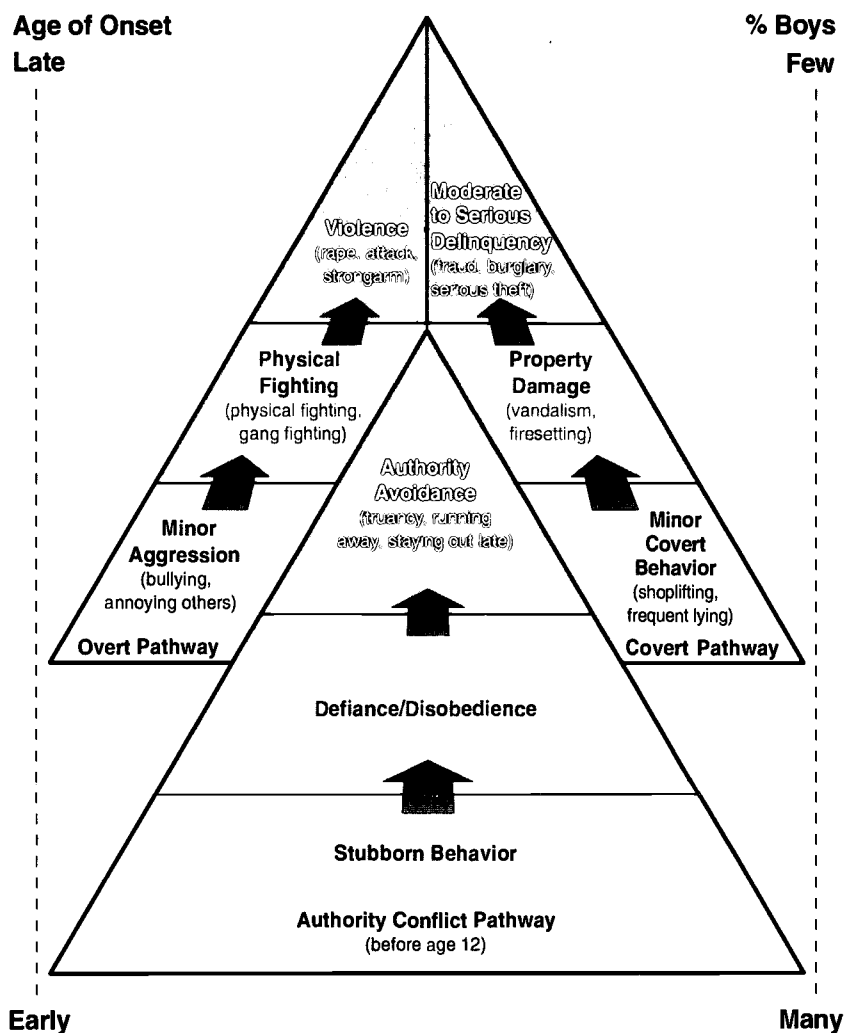 Age of Onset
Late
% Boys
Few
Violence
(rape, attack,
strongarm)
Moderate
to Serious
Delinquency
(fraud, burglary,
serious theft)
Physical
Fighting
(physical fighting,
gang fighting)
Property
Damage
(vandalism,
firesetting)
Authority
Avoidance
(truancy, running
away, staying out late)
Minor
Aggression
(bullying,
annoying others)
Overt Pathway
Minor
Covert
Behavior
(shoplifting,
frequent lying)
Covert Pathway
Defiance/Disobedience
Stubborn Behavior
Authority Conflict Pathway
(before age 12)
Early
Many